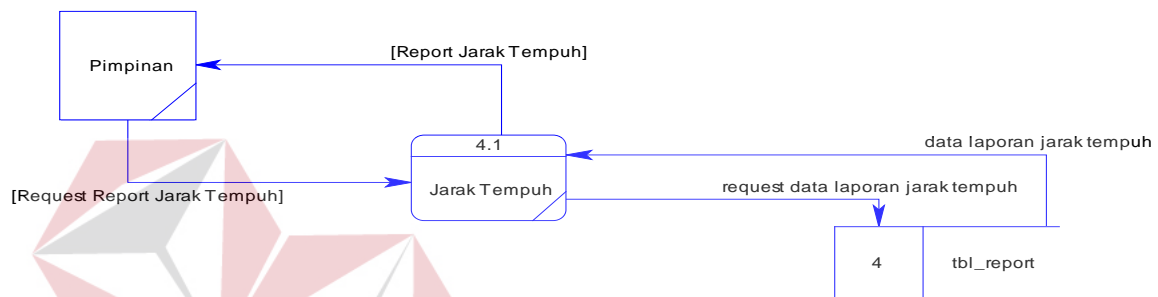 [Report Jarak Tempuh]
Pimpinan
4.1
data laporan jarak tempuh
Jarak Tempuh
request data laporan jarak tempuh
[Request Report Jarak Tempuh]
4
tbl_report